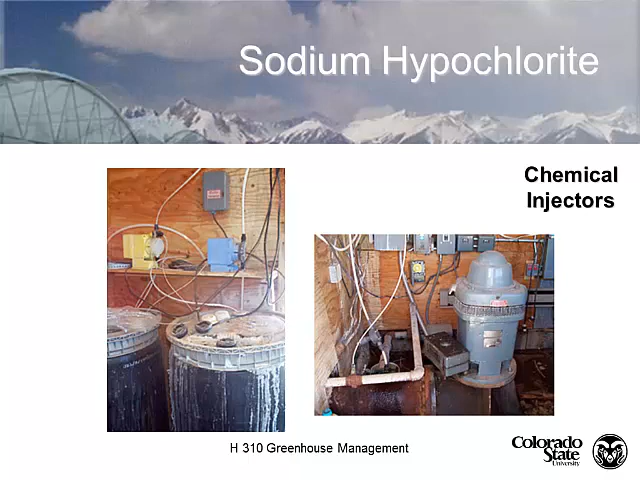 Sodium Hypochlorite
Chemical
Injectors
H 310 Greenhouse Management
Colorado
State
University